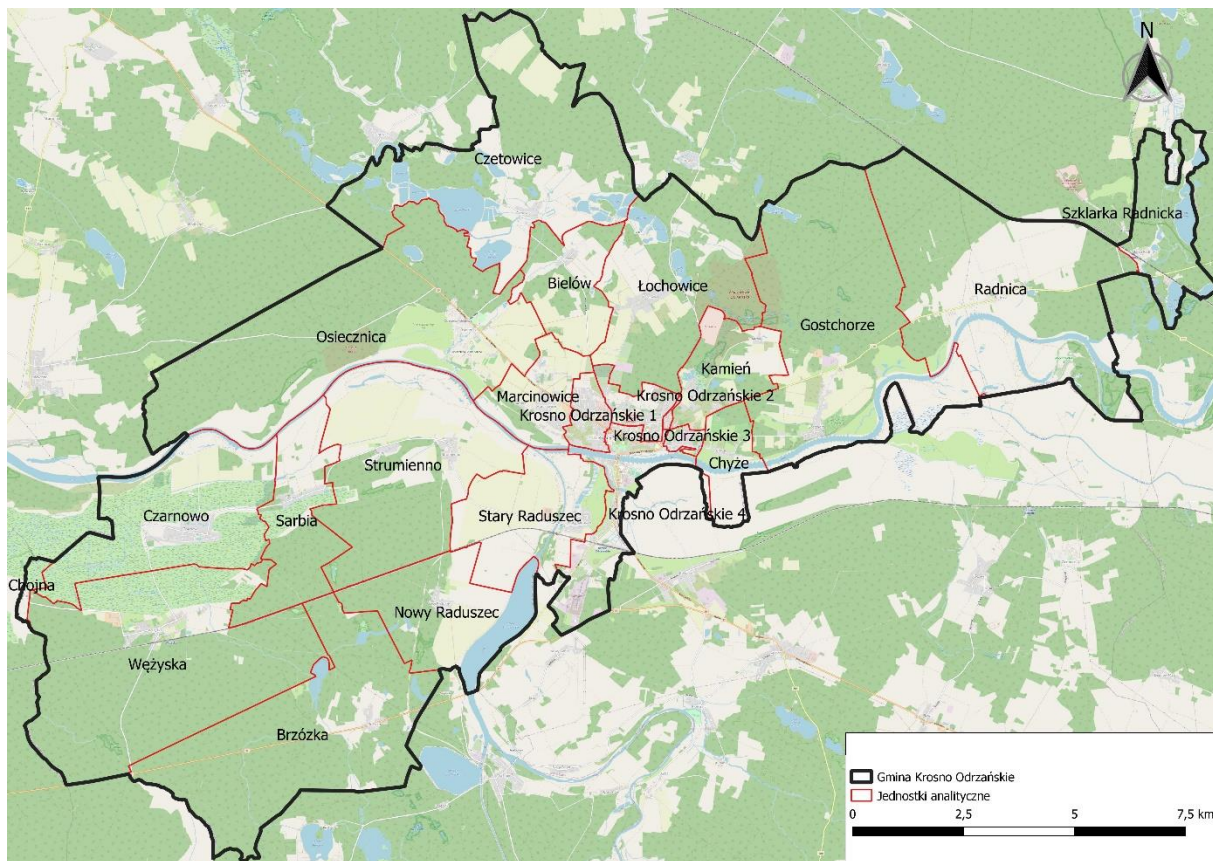 N
Czetowice
Szklarka Radnicka
Bielów
Łochowice
Radnica
Gostchorze
Osiecznica
Kamień
Marcinowice
Krosno Odrzańskie 2
Krosno Odrzańskie 1
Krosno Odrzańskie 3
Strumienno
Chyże
Czarnowo
Sarbia
Stary Raduszec
Krosno Odrzańskie 4
Chojna
Nowy Raduszec
Wężyska
Brzózka
Gmina Krosno Odrzańskie
Jednostki analityczne
0 2,5 5 7,5 km